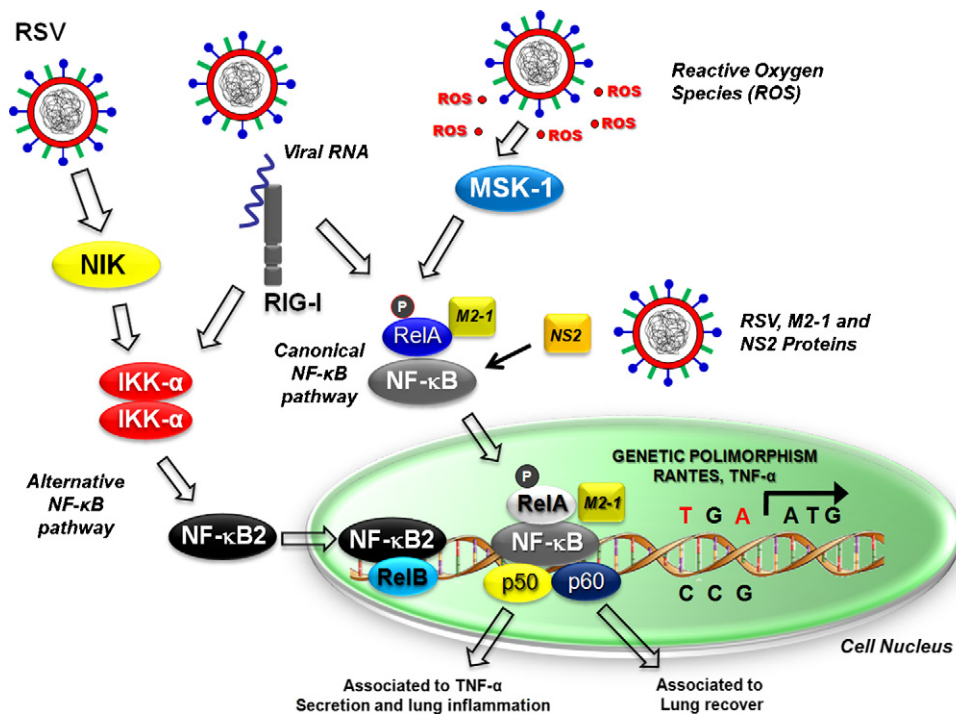 RSV
Reactive Oxygen
Species (ROS)
ROS
ROS
ROS
ROS
ROS
Viral RNA
MSK-1
NIK
RIG-I
P
RelA
M2-1
NS2
RSV, M2-1 and
NS2 Proteins
Canonical
NF-κB
pathway
NF-κB
IKK-α
IKK-α
Alternative
NF-κB
pathway
NF-κB2
GENETIC POLIMORPHISM
RANTES, TNF-α
P
RelA
M2-1
T G A A T G
NF-κB2
RelB
NF-κB
p50
p60
C C G
Cell Nucleus
Associated to TNF-α
Secretion and lung inflammation
Associated to
Lung recover